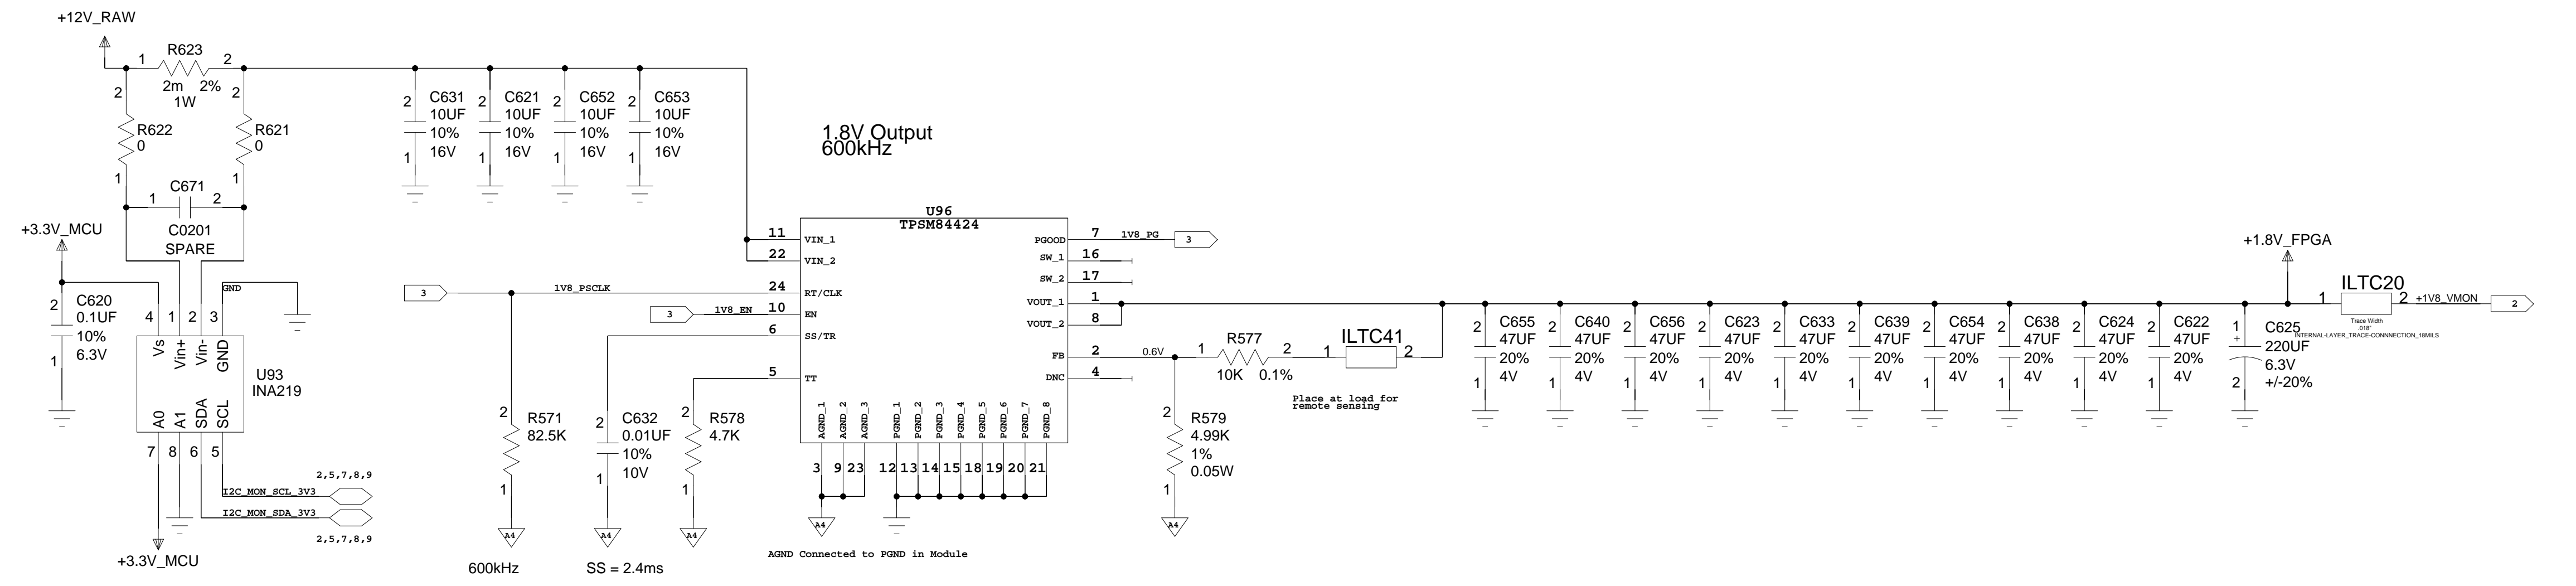 +12V_RAW
R623
1
2
2m
2%
1W
2
2
R622
0
R621
0
1
1
C671
1
2
C0201
SPARE
+3.3V_MCU
2
C620
0.1UF
10%
6.3V
1
4
1
2
3
GND
Vs
Vin+
Vin-
GND
U93
INA219
A0
A1
SDA
SCL
7
8
6
5
2,5,7,8,9
I2C_MON_SCL_3V3
I2C_MON_SDA_3V3
2,5,7,8,9
+3.3V_MCU
2
C631
10UF
10%
16V
1
2
C621
10UF
10%
16V
1
2
C652
10UF
10%
16V
1
2
C653
10UF
10%
16V
1
1.8V Output
600kHz
U96
TPSM84424
11
VIN_1
22
VIN_2
3
1V8_PSCLK
24
RT/CLK
3
1V8_EN
10
EN
6
SS/TR
5
TT
PGOOD
7
1V8_PG
3
SW_1
16
SW_2
17
VOUT_1
1
VOUT_2
8
FB
2
0.6V
DNC
4
AGND_1
AGND_2
AGND_3
PGND_1
PGND_2
PGND_3
PGND_4
PGND_5
PGND_6
PGND_7
PGND_8
3
9
23
12
13
14
15
18
19
20
21
A4
AGND Connected to PGND in Module
2
R571
82.5K
1
A4
600kHz
2
C632
0.01UF
10%
10V
1
A4
SS = 2.4ms
2
R578
4.7K
1
A4
1
R577
2
10K
0.1%
1
ILTC41
2
Place at load for
remote sensing
2
R579
4.99K
1%
0.05W
1
A4
2
C655
47UF
20%
4V
1
2
C640
47UF
20%
4V
1
2
C656
47UF
20%
4V
1
2
C623
47UF
20%
4V
1
2
C633
47UF
20%
4V
1
2
C639
47UF
20%
4V
1
2
C654
47UF
20%
4V
1
2
C638
47UF
20%
4V
1
2
C624
47UF
20%
4V
1
2
C622
47UF
20%
4V
1
1
+
C625
220UF
6.3V
+/-20%
2
+1.8V_FPGA
ILTC20
1
2
+1V8_VMON
2
Trace Width
.018"
INTERNAL-LAYER_TRACE-CONNNECTION_18MILS